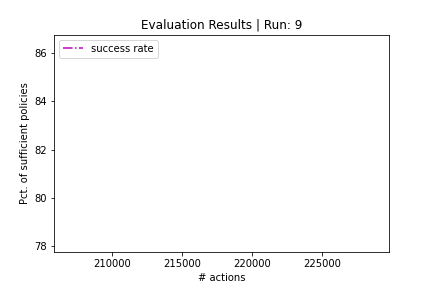 Evaluation Results | Run: 9
success rate
Pct. of sufficient policies
86
84
82
80
78
210000 215000 220000 225000
# actions